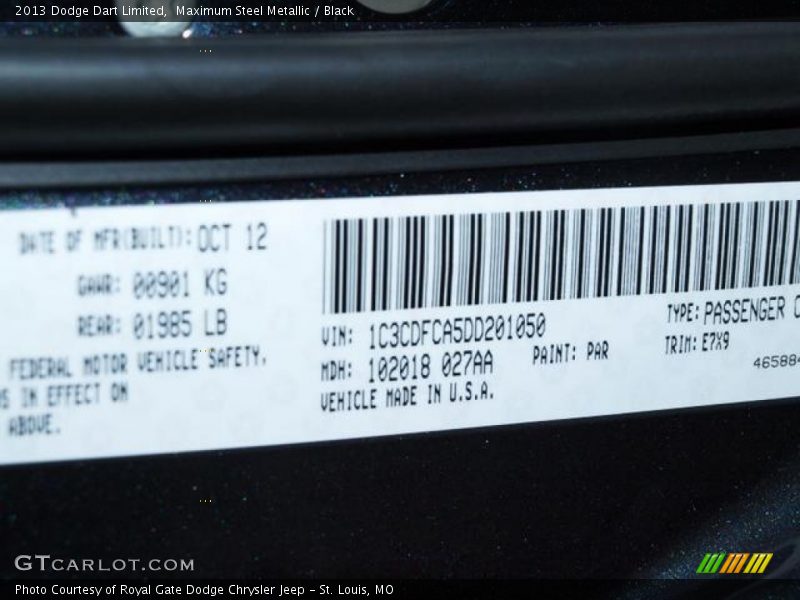 2013 Dodge Dart Limited, Maximum Steel Metallic / Black
DATE OF MFR(BUILT): OCT 12
GAWR: 00901 KG
REAR: 01985 LB
FEDERAL MOTOR VEHICLE SAFETY,
S IN EFFECT ON
ABOVE.
VIN: 1C3CDFCA5DD201050
MDH: 102018 027AA
PAINT: PAR
VEHICLE MADE IN U.S.A.
TYPE: PASSENGER C
TRIM: E7X9
46588
GTCARLOT.COM
Photo Courtesy of Royal Gate Dodge Chrysler Jeep – St. Louis, MO